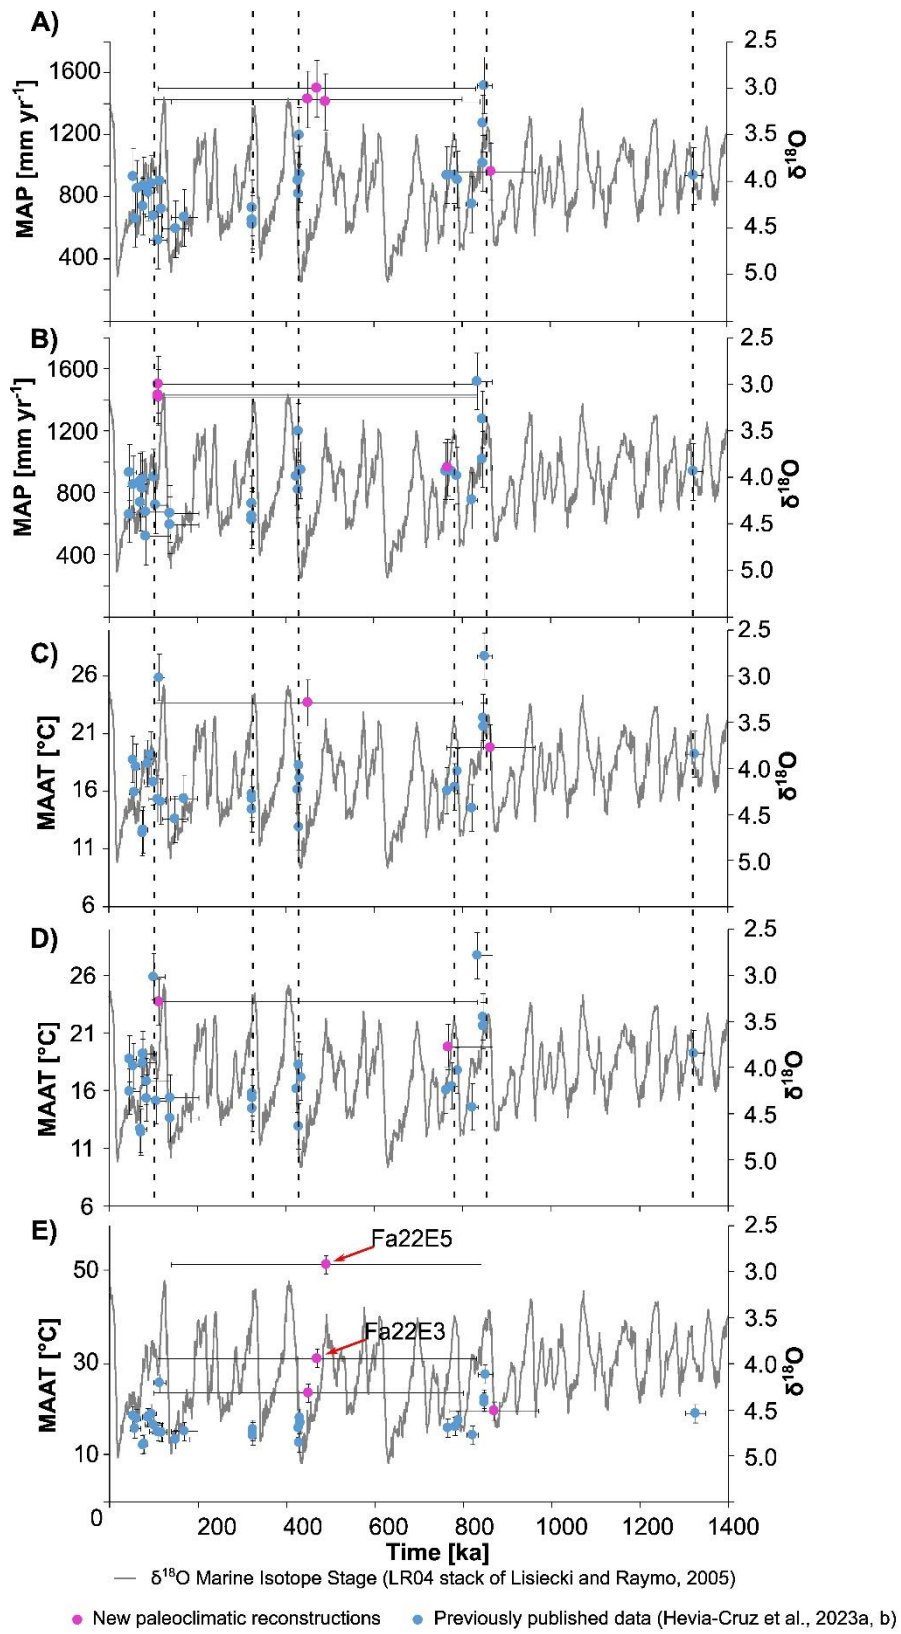 A)
2.5
1600
3.0
1200
3.5
MAP [mm yr⁻¹]
4.0
δ¹⁸O
800
4.5
400
5.0
B)
2.5
1600
3.0
1200
3.5
MAP [mm yr⁻¹]
4.0
δ¹⁸O
800
4.5
400
5.0
C)
2.5
26
3.0
21
3.5
MAAT [°C]
4.0
δ¹⁸O
16
4.5
11
5.0
6
D)
2.5
26
3.0
21
3.5
MAAT [°C]
4.0
δ¹⁸O
16
4.5
11
5.0
6
E)
2.5
Fa22E5
50
3.0
3.5
Fa22E3
30
MAAT [°C]
4.0
δ¹⁸O
4.5
10
5.0
0 200 400 600 800 1000 1200 1400
Time [ka]
δ¹⁸O Marine Isotope Stage (LR04 stack of Lisiecki and Raymo, 2005)
New paleoclimatic reconstructions Previously published data (Hevia-Cruz et al., 2023a, b)